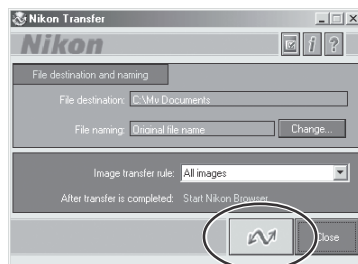 Nikon Transfer
Nikon
File destination and naming
File destination: C:\My Documents
File naming: Original file name
Change...
Image transfer rule: All images
After transfer is completed: Start Nikon Browser
Close